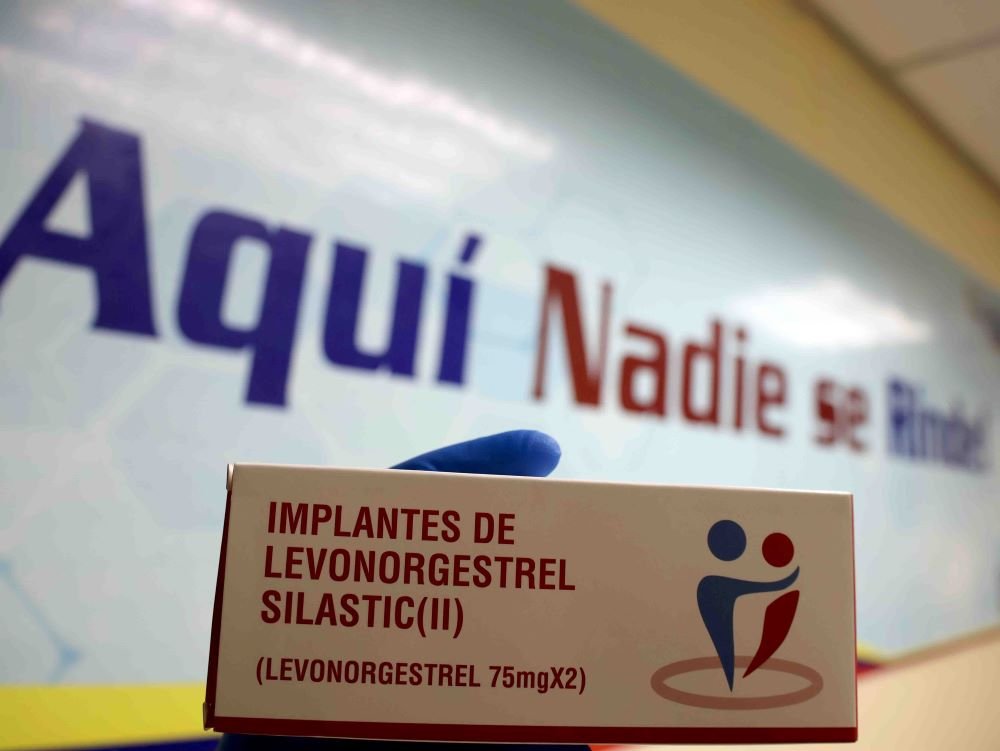 Aquí Nadie se Rinde!
IMPLANTES DE
LEVONORGESTREL
SILASTIC(II)
(LEVONORGESTREL 75mgX2)